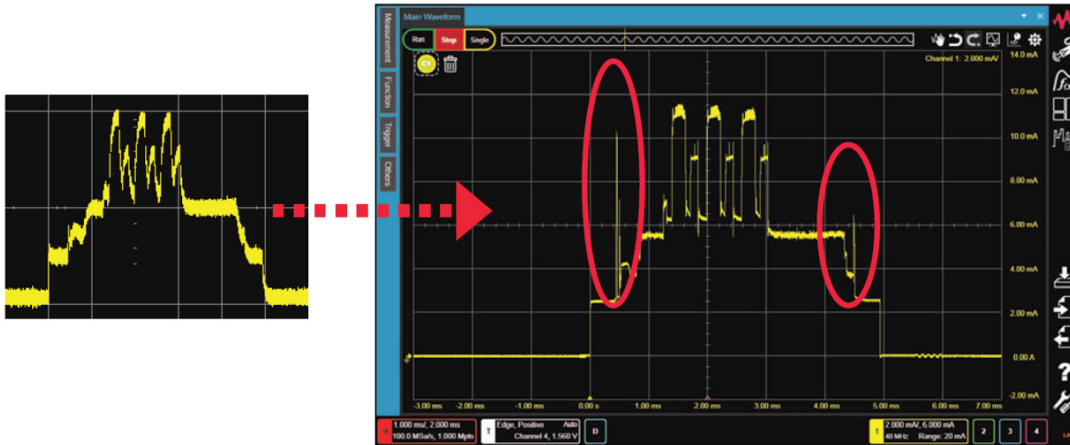 Main Waveform
Measurement
Function
Trigger
Others
Run
Stop
Single
C1
Channel 1: 2.000 mA/
14.0 mA
12.0 mA
10.0 mA
8.00 mA
6.00 mA
4.00 mA
2.00 mA
0.00 A
-2.00 mA
-3.00 ms
-2.00 ms
-1.00 ms
0.00 s
1.00 ms
2.00 ms
3.00 ms
4.00 ms
5.00 ms
6.00 ms
7.00 ms
H
1.000 ms/, 2.000 ms
100.0 MSa/s, 1.000 Mpts
T
Edge, Positive Auto
Channel 4, 1.560 V
D
1
2.000 mA/, 6.000 mA
40 MHz Range: 20 mA
2
3
4
?